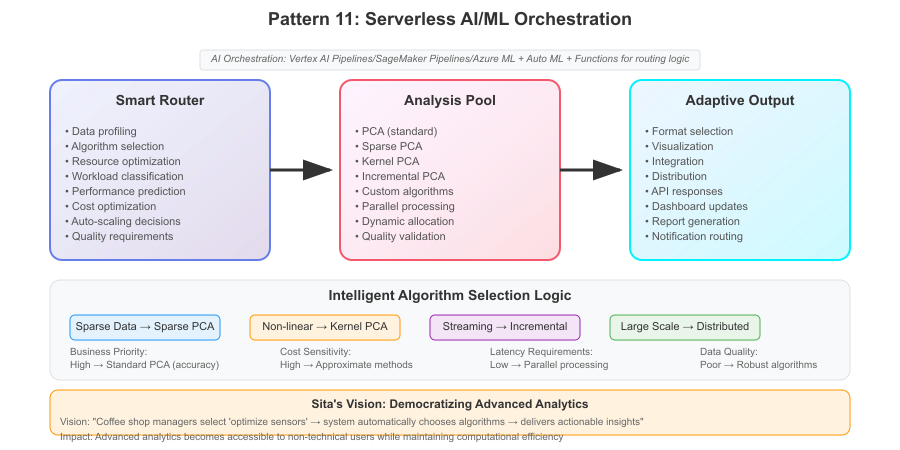 Pattern 11: Serverless AI/ML Orchestration
AI Orchestration: Vertex AI Pipelines/SageMaker Pipelines/Azure ML + Auto ML + Functions for routing logic
Smart Router
• Data profiling
• Algorithm selection
• Resource optimization
• Workload classification
• Performance prediction
• Cost optimization
• Auto-scaling decisions
• Quality requirements
Analysis Pool
• PCA (standard)
• Sparse PCA
• Kernel PCA
• Incremental PCA
• Custom algorithms
• Parallel processing
• Dynamic allocation
• Quality validation
Adaptive Output
• Format selection
• Visualization
• Integration
• Distribution
• API responses
• Dashboard updates
• Report generation
• Notification routing
Intelligent Algorithm Selection Logic
Sparse Data → Sparse PCA
Non-linear → Kernel PCA
Streaming → Incremental
Large Scale → Distributed
Business Priority:
High → Standard PCA (accuracy)
Cost Sensitivity:
High → Approximate methods
Latency Requirements:
Low → Parallel processing
Data Quality:
Poor → Robust algorithms
Sita's Vision: Democratizing Advanced Analytics
Vision: "Coffee shop managers select 'optimize sensors' → system automatically chooses algorithms → delivers actionable insights"
Impact: Advanced analytics becomes accessible to non-technical users while maintaining computational efficiency